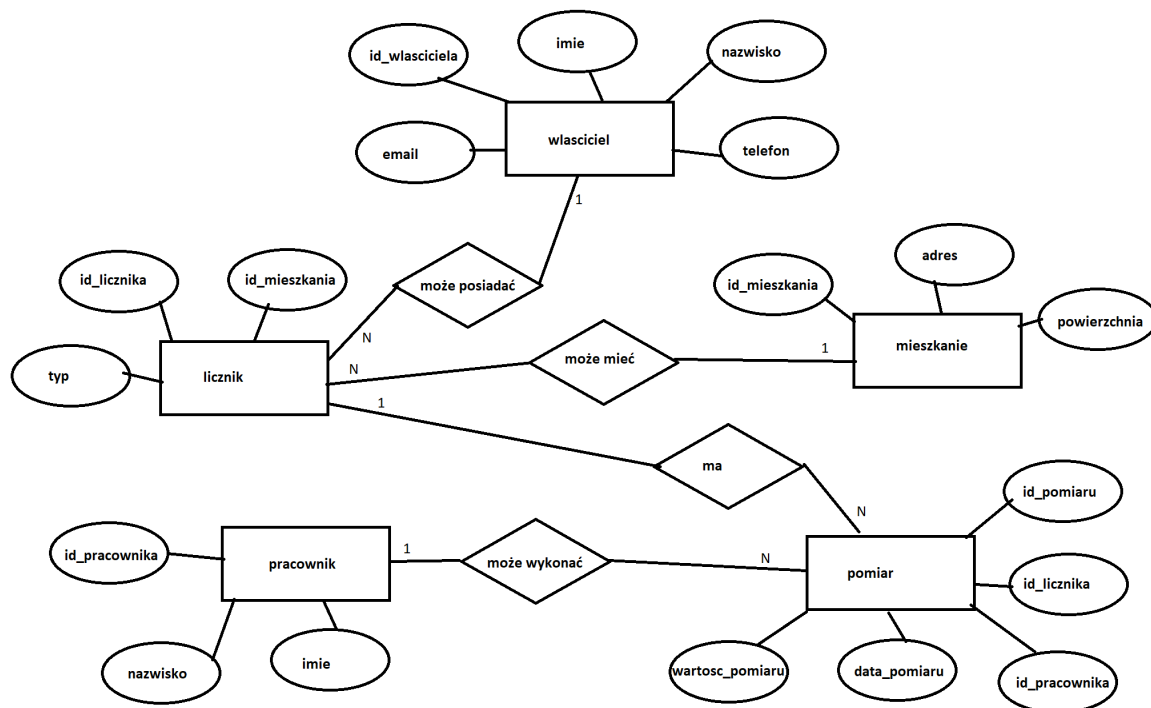 imie
id_wlasciciela
nazwisko
wlasciciel
email
telefon
1
id_licznika
id_mieszkania
może posiadać
adres
id_mieszkania
powierzchnia
N
może mieć
1
mieszkanie
typ
licznik
N
1
ma
id_pomiaru
N
id_pracownika
pracownik
1
może wykonać
N
pomiar
id_licznika
nazwisko
imie
wartosc_pomiaru
data_pomiaru
id_pracownika